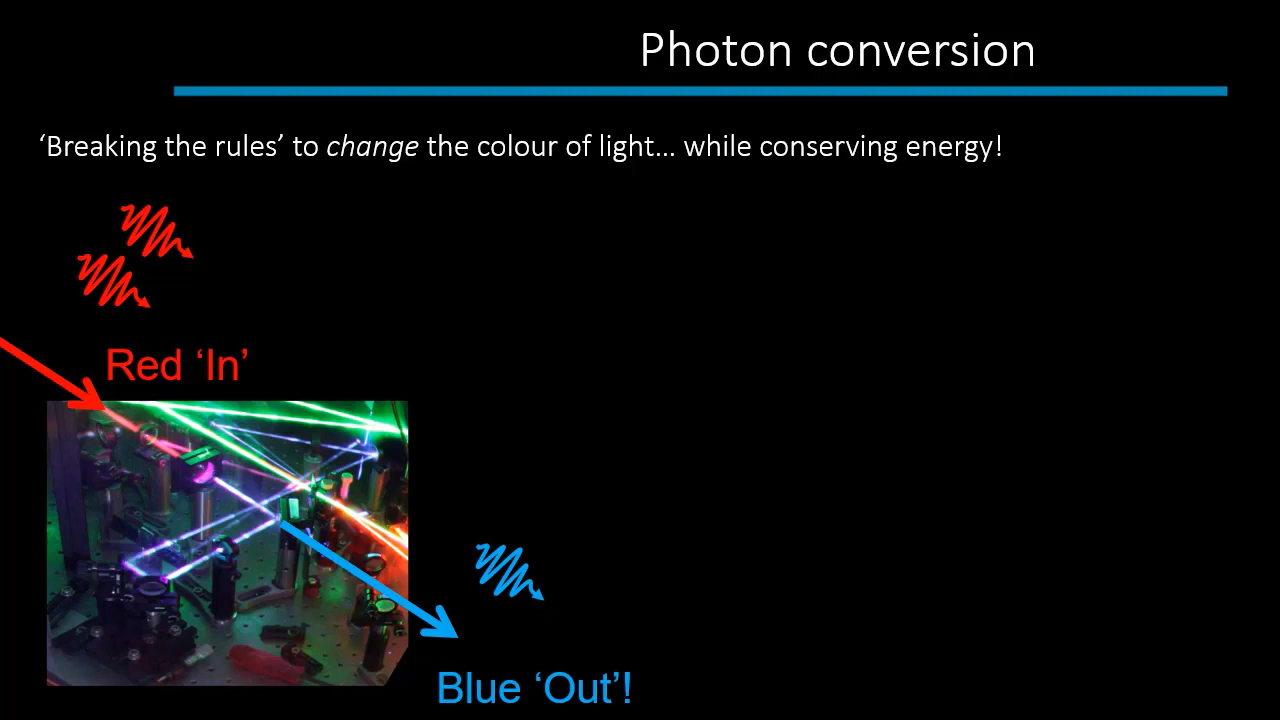 Photon conversion
‘Breaking the rules’ to change the colour of light... while conserving energy!
Red ‘In’
Blue ‘Out’!